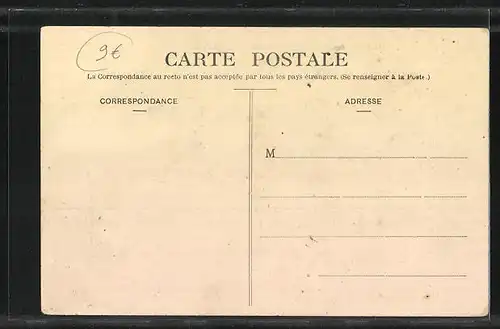 9€
CARTE POSTALE
La Correspondance au recto n'est pas acceptée par tous les pays étrangers. (Se renseigner à la Poste.)
CORRESPONDANCE
ADRESSE
M